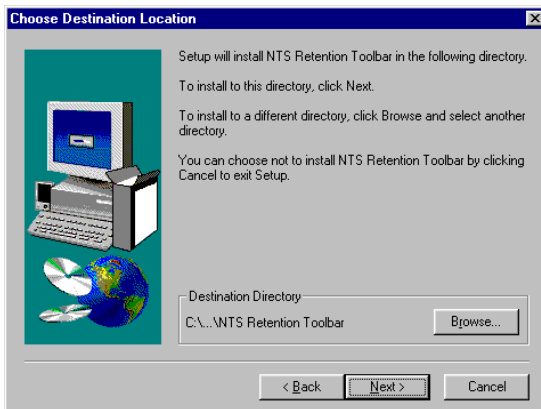 Choose Destination Location
Setup will install NTS Retention Toolbar in the following directory.
To install to this directory, click Next.
To install to a different directory, click Browse and select another
directory.
You can choose not to install NTS Retention Toolbar by clicking
Cancel to exit Setup.
Destination Directory
C:\...\NTS Retention Toolbar
Browse...
< Back
Next >
Cancel